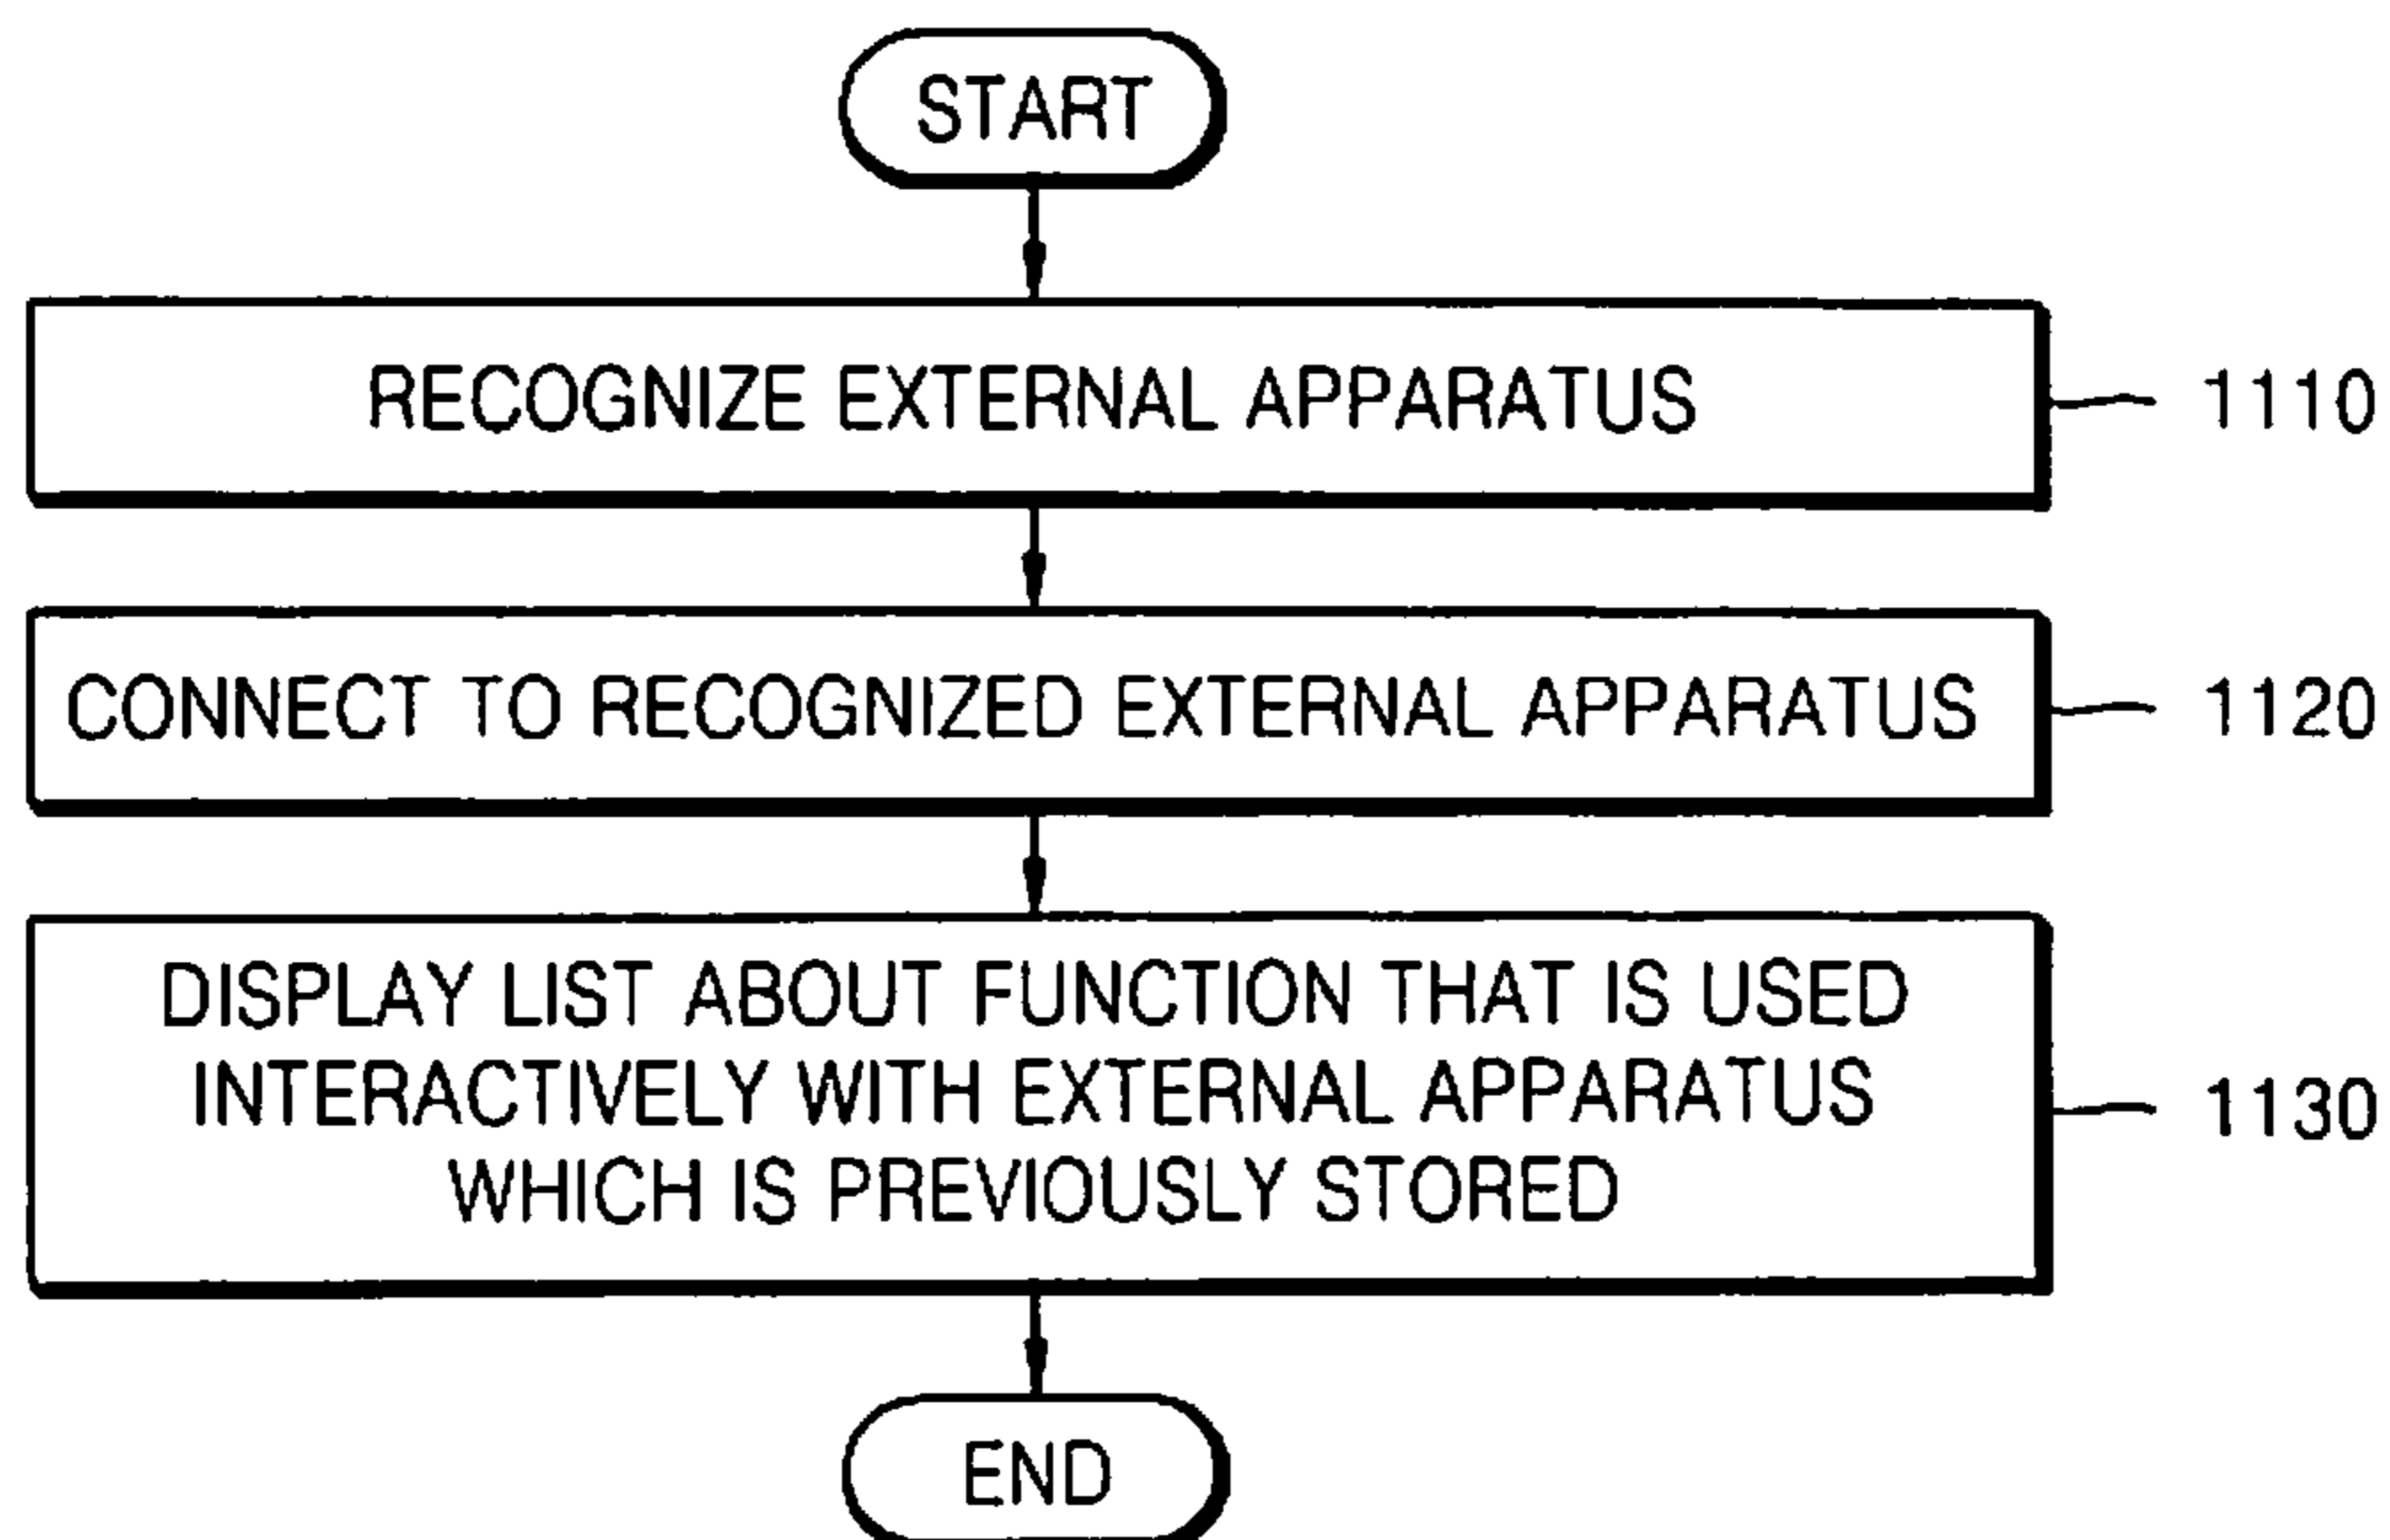 START
RECOGNIZE EXTERNAL APPARATUS
1110
CONNECT TO RECOGNIZED EXTERNAL APPARATUS
1120
DISPLAY LIST ABOUT FUNCTION THAT IS USED
INTERACTIVELY WITH EXTERNAL APPARATUS
WHICH IS PREVIOUSLY STORED
1130
END